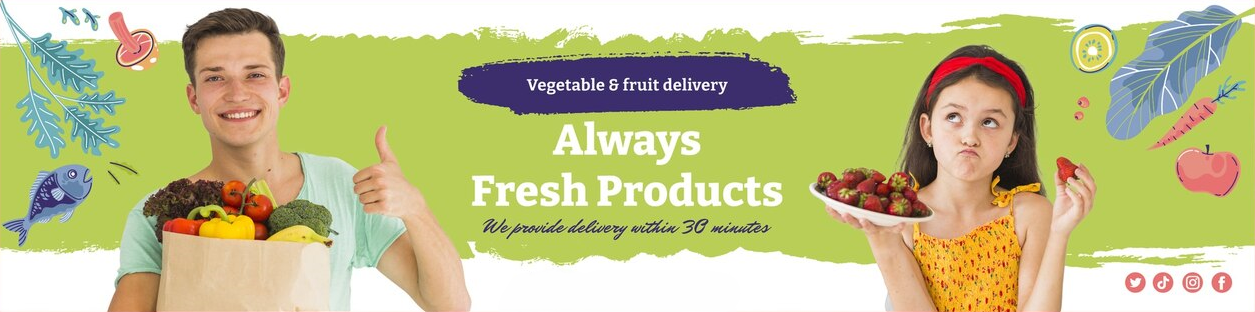 Vegetable & fruit delivery
Always
Fresh Products
We provide delivery within 30 minutes